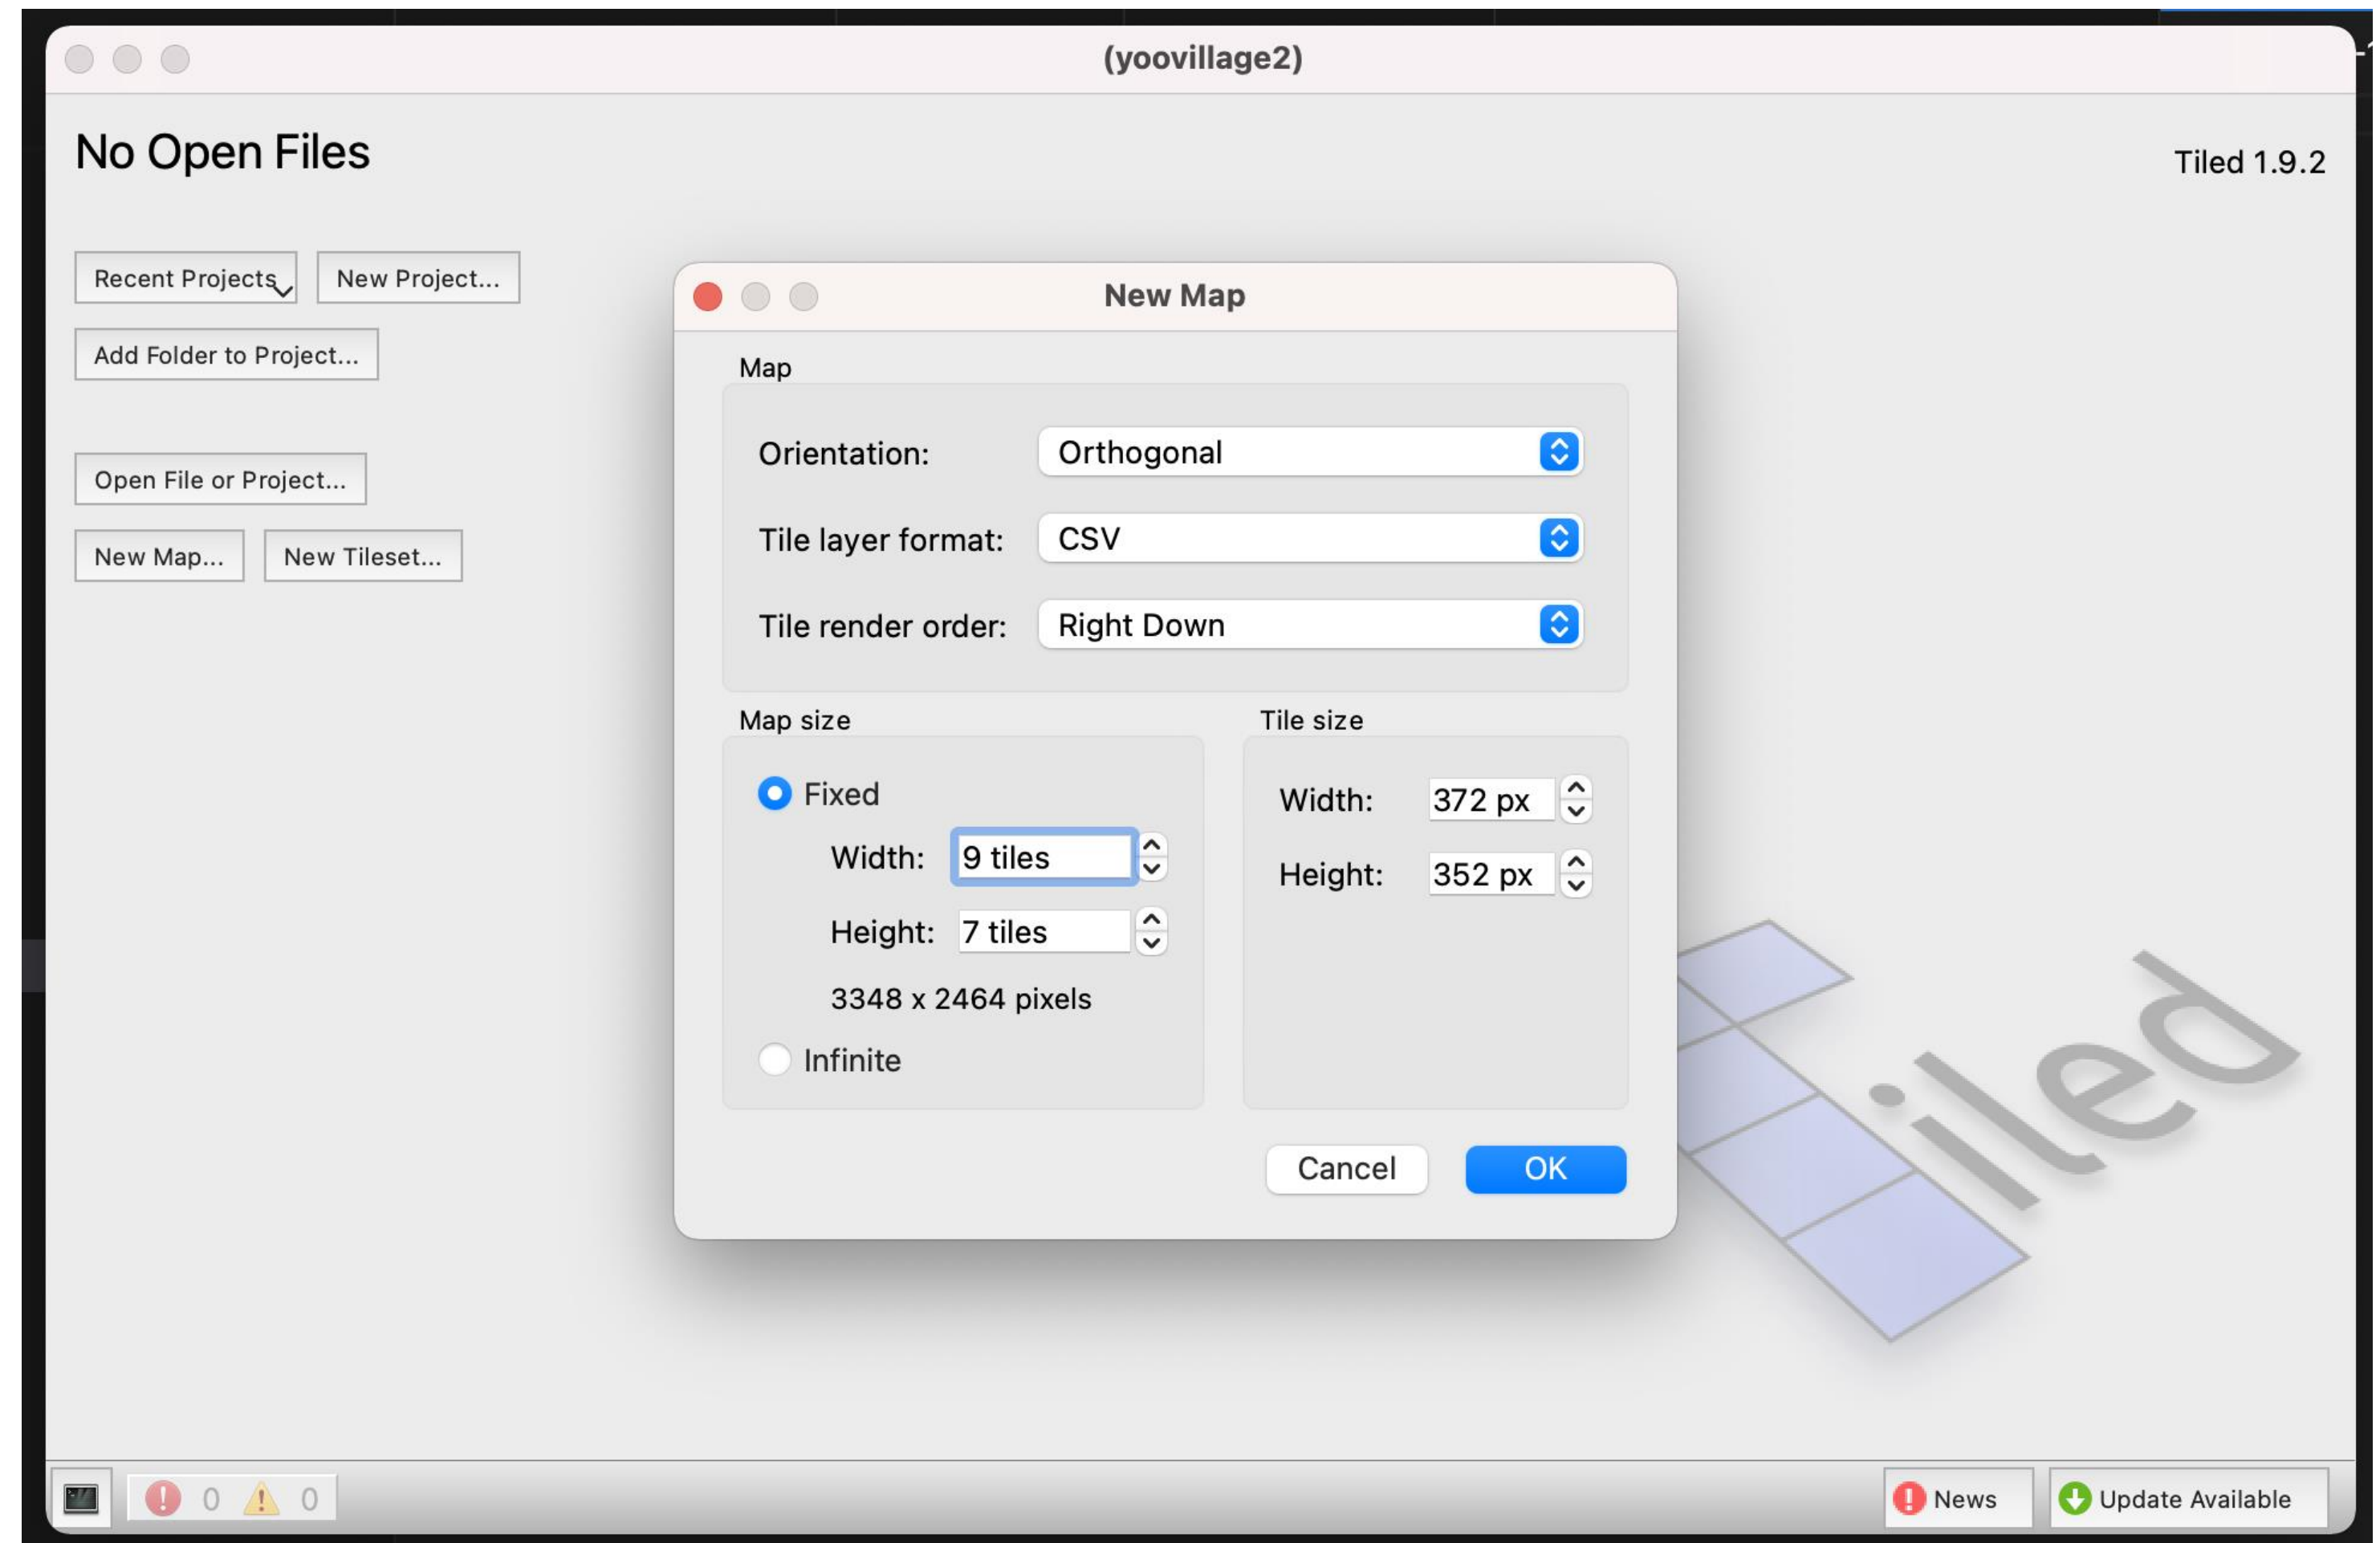 (yoovillage2)
No Open Files
Tiled 1.9.2
Recent Projects
New Project...
Add Folder to Project...
Open File or Project...
New Map...
New Tileset...
New Map
Map
Orientation:
Orthogonal
Tile layer format:
CSV
Tile render order:
Right Down
Map size
Fixed
Width:
9 tiles
Height:
7 tiles
3348 x 2464 pixels
Infinite
Tile size
Width:
372 px
Height:
352 px
Cancel
OK
iled
0
0
News
Update Available